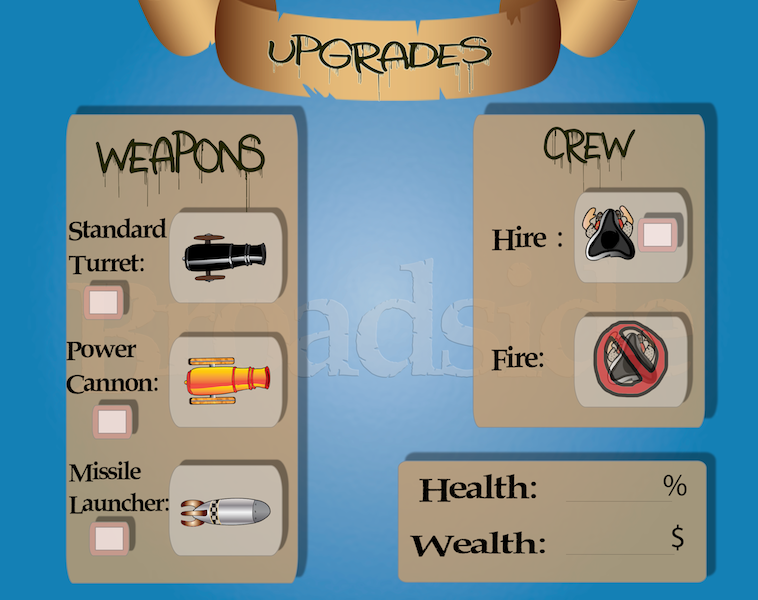 UPGRADES
WEAPONS
Standard
Turret:
Power
Cannon:
Missile
Launcher:
CREW
Hire :
Fire:
Broadside
Health: %
Wealth: $